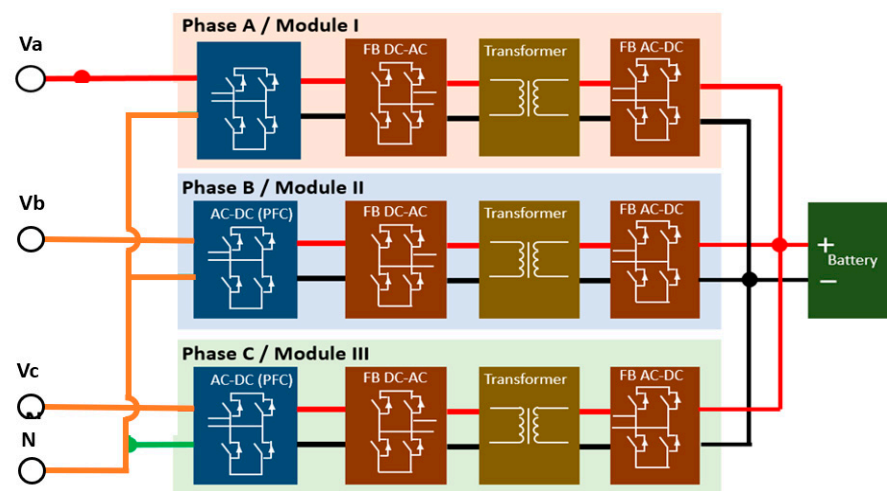 Phase A / Module I
Va
FB DC-AC
Transformer
FB AC-DC
Phase B / Module II
Vb
AC-DC (PFC)
FB DC-AC
Transformer
FB AC-DC
+
Battery
−
Phase C / Module III
Vc
AC-DC (PFC)
FB DC-AC
Transformer
FB AC-DC
N